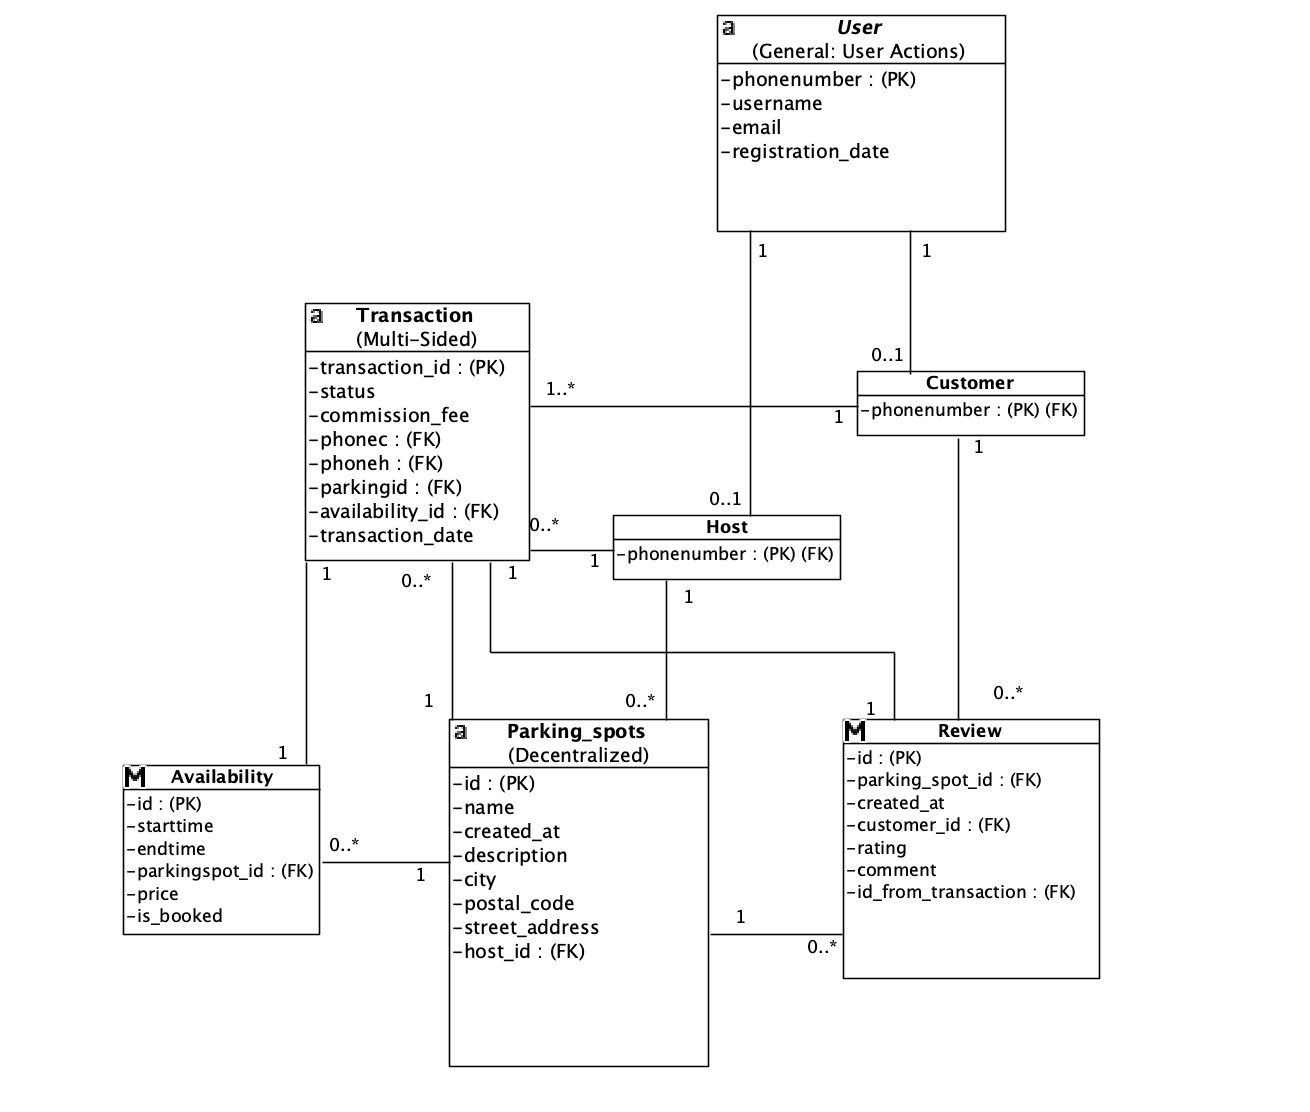 a User
(General: User Actions)
-phonenumber : (PK)
-username
-email
-registration_date
1
1
a Transaction
(Multi-Sided)
-transaction_id : (PK)
-status
-commission_fee
-phonec : (FK)
-phoneh : (FK)
-parkingid : (FK)
-availability_id : (FK)
-transaction_date
0..1
1..*
1
Customer
-phonenumber : (PK) (FK)
1
0..1
0..*
1
Host
-phonenumber : (PK) (FK)
1
0..*
1
1
1
0..*
0..*
1
1
a Parking_spots
(Decentralized)
-id : (PK)
-name
-created_at
-description
-city
-postal_code
-street_address
-host_id : (FK)
M Review
-id : (PK)
-parking_spot_id : (FK)
-created_at
-customer_id : (FK)
-rating
-comment
-id_from_transaction : (FK)
M Availability
-id : (PK)
-starttime
-endtime
-parkingspot_id : (FK)
-price
-is_booked
0..*
1
1
0..*